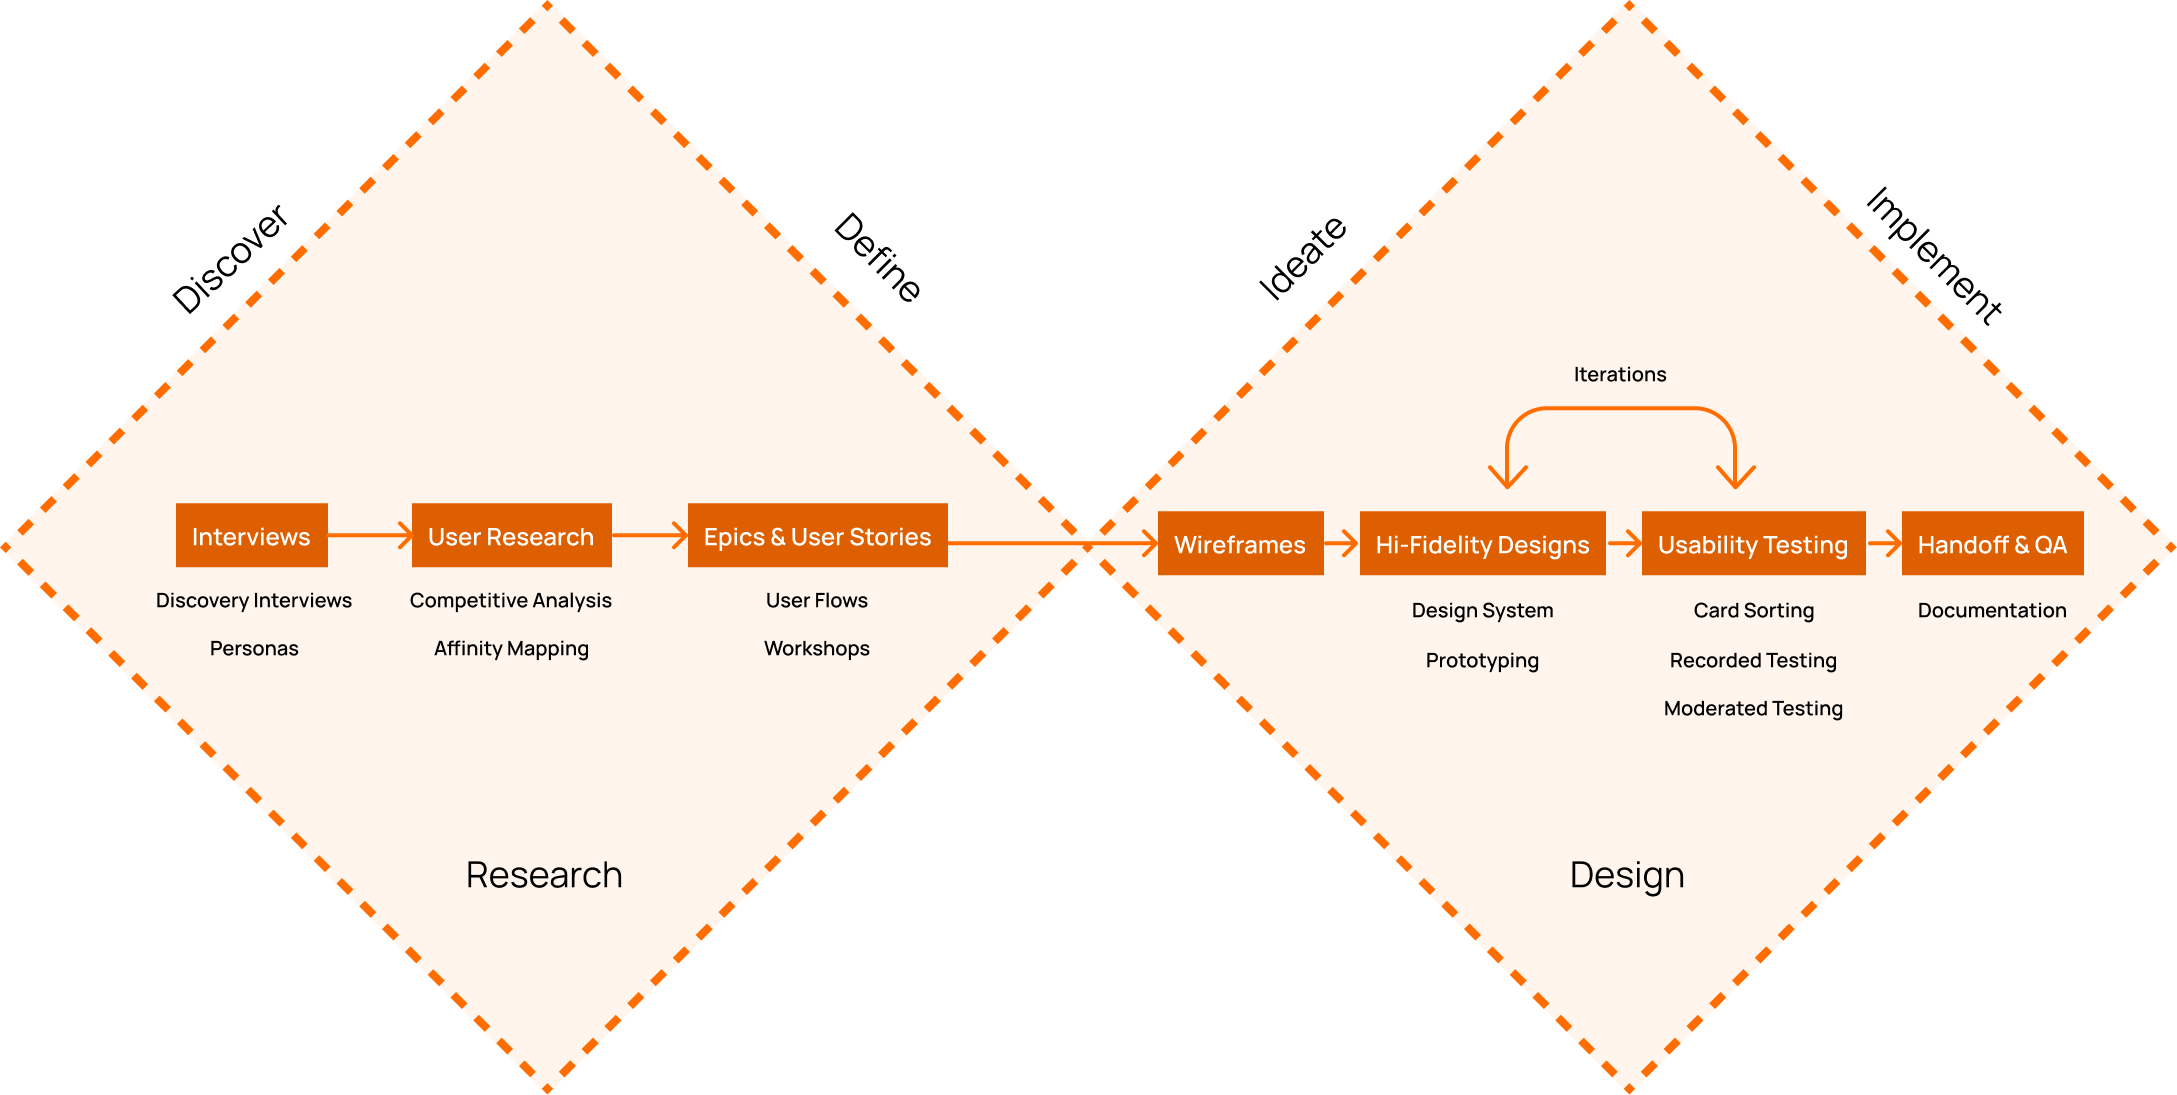 Discover
Define
Ideate
Implement
Iterations
Interviews
User Research
Epics & User Stories
Wireframes
Hi-Fidelity Designs
Usability Testing
Handoff & QA
Discovery Interviews
Personas
Competitive Analysis
Affinity Mapping
User Flows
Workshops
Design System
Prototyping
Card Sorting
Recorded Testing
Moderated Testing
Documentation
Research
Design